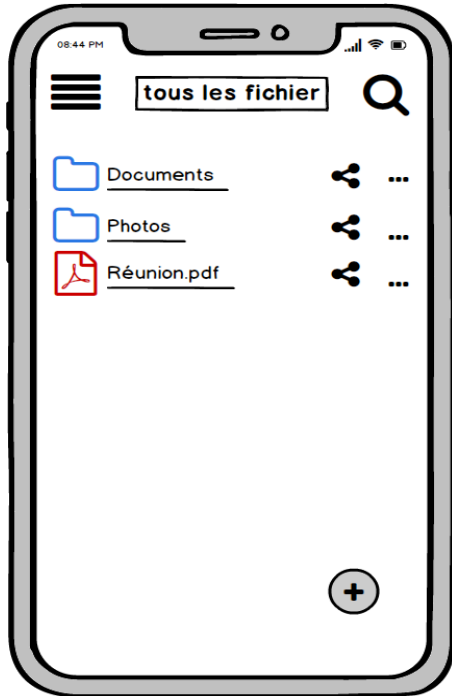 08:44 PM
tous les fichier
Documents
Photos
Réunion.pdf